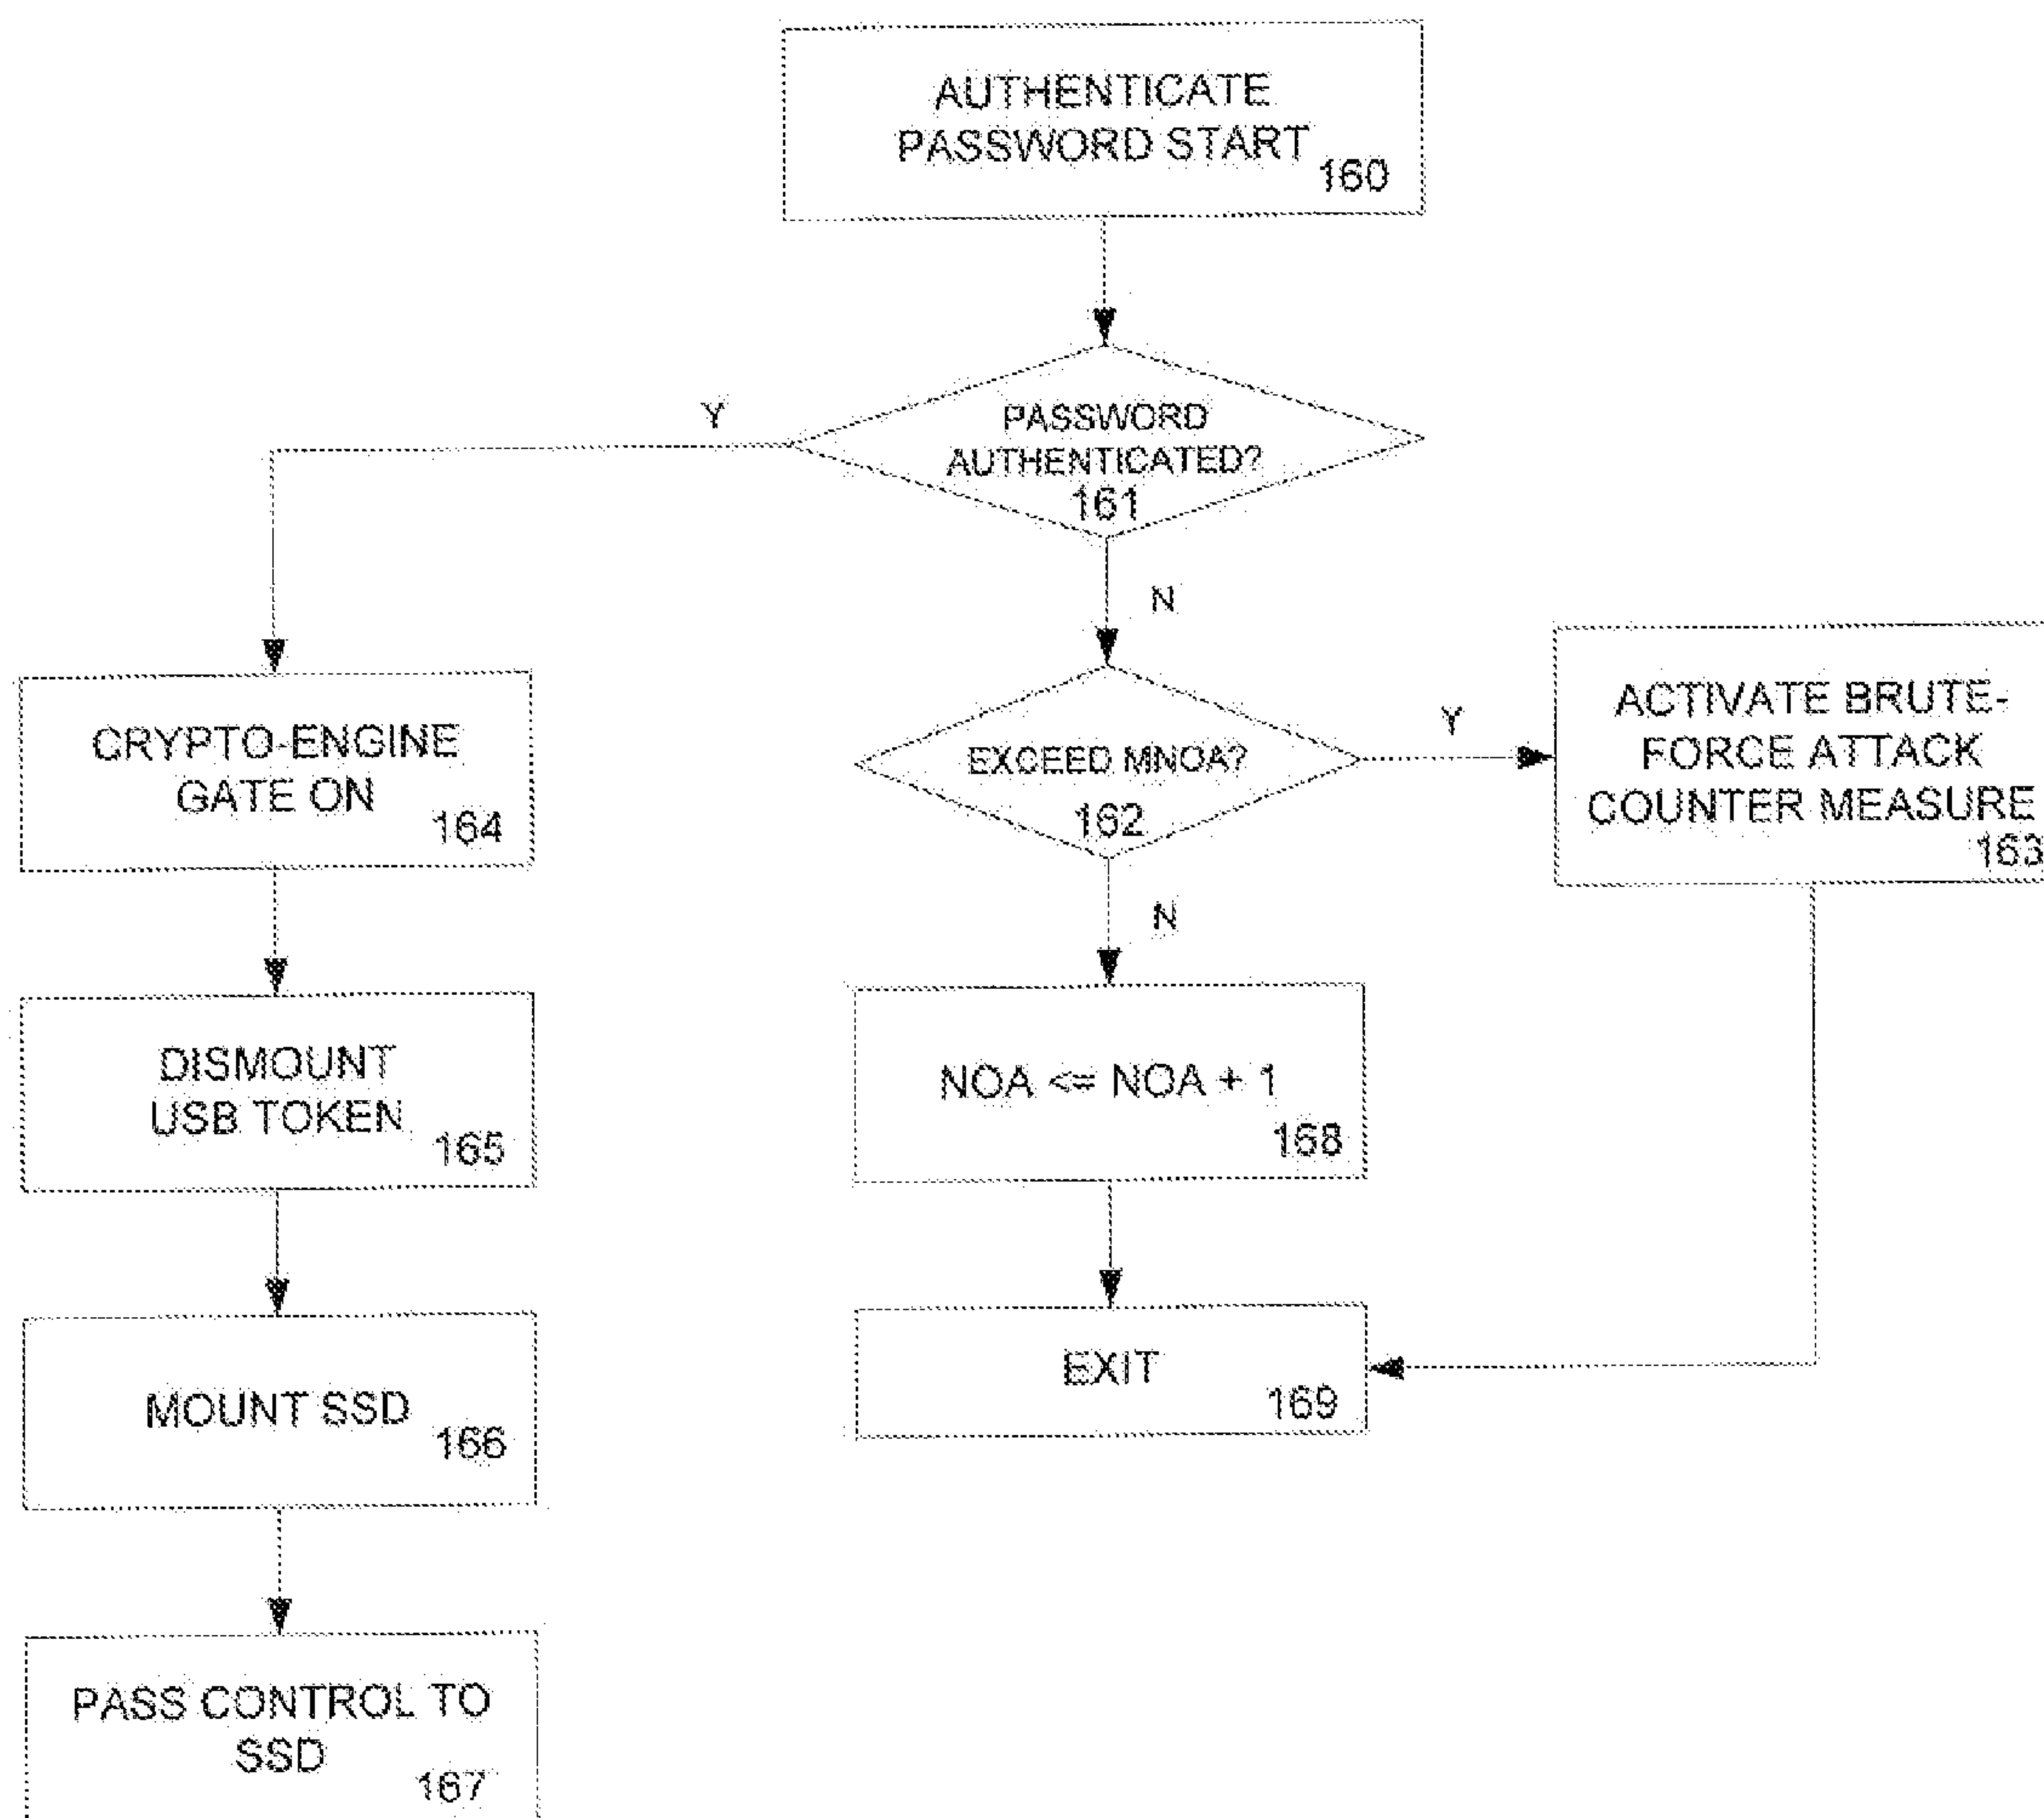 AUTHENTICATE
PASSWORD START
160
PASSWORD
AUTHENTICATED?
161
Y
N
CRYPTO-ENGINE
GATE ON
164
EXCEED MNOA?
162
Y
N
ACTIVATE BRUTE-
FORCE ATTACK
COUNTER MEASURE
163
DISMOUNT
USB TOKEN
165
NOA <= NOA + 1
168
MOUNT SSD
166
EXIT
169
PASS CONTROL TO
SSD
167